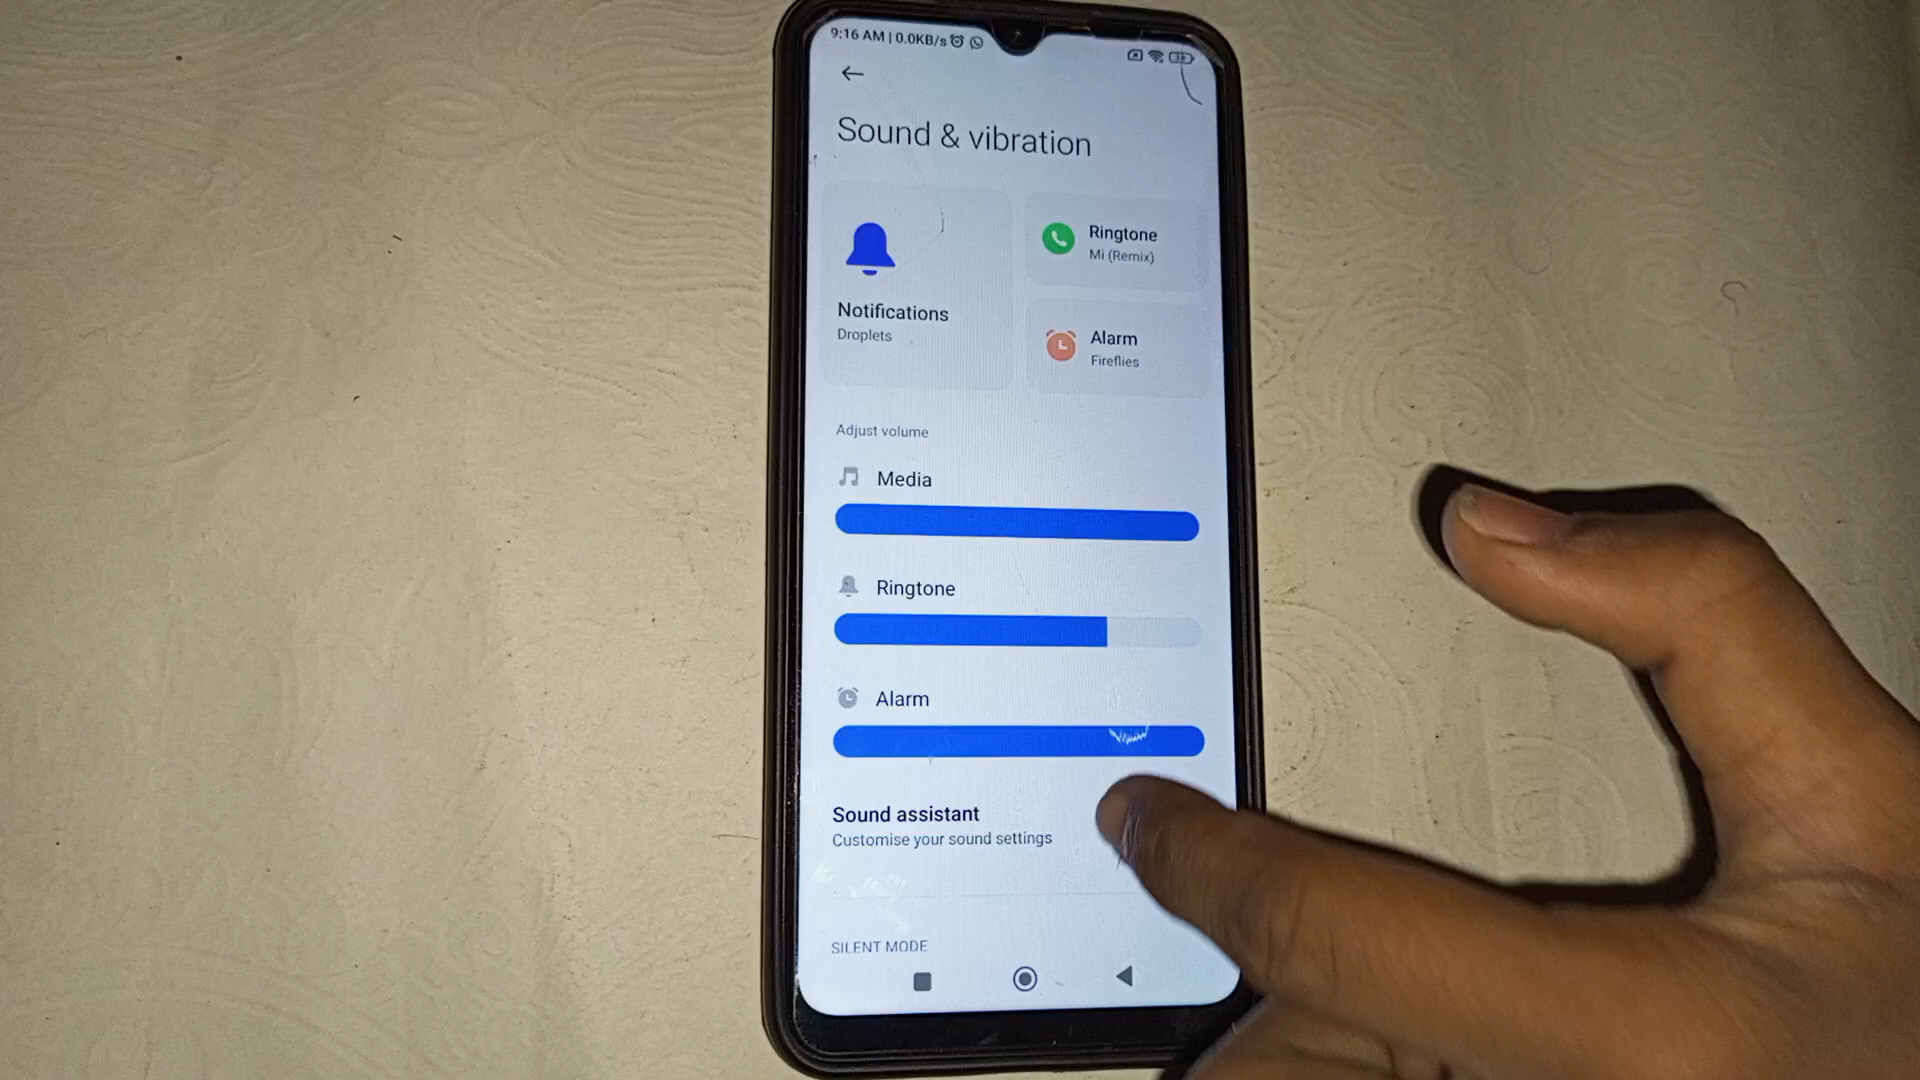 9:16 AM | 0.0KB/s
Sound & vibration
Notifications
Droplets
Ringtone
Mi (Remix)
Alarm
Fireflies
Adjust volume
Media
Ringtone
Alarm
Sound assistant
Customise your sound settings
SILENT MODE